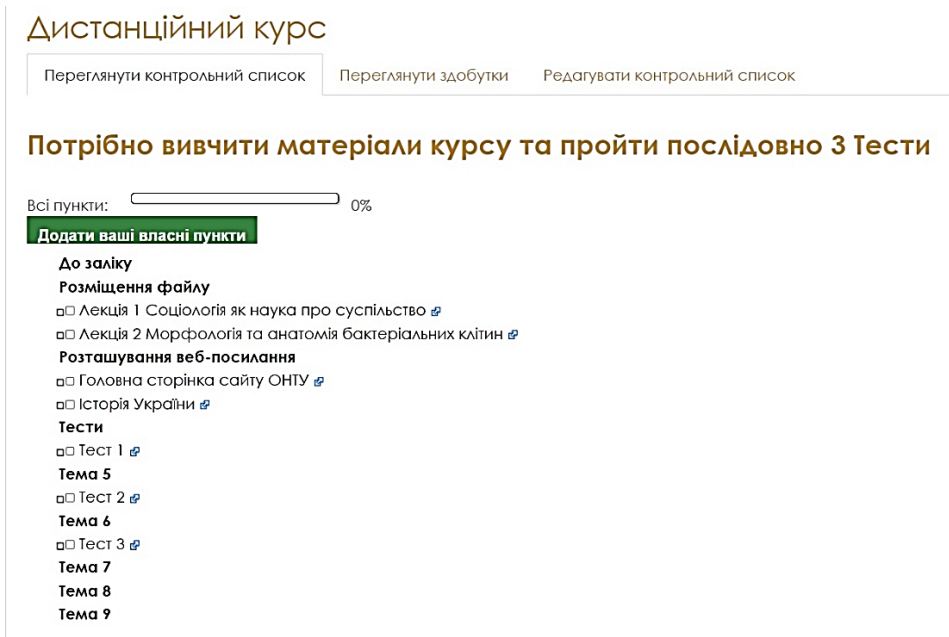 Дистанційний курс
Переглянути контрольний список Переглянути здобутки Редагувати контрольний список
Потрібно вивчити матеріали курсу та пройти послідовно 3 Тести
Всі пункти: 0%
Додати ваші власні пункти
До заліку
Розміщення файлу
Лекція 1 Соціологія як наука про суспільство
Лекція 2 Морфологія та анатомія бактеріальних клітин
Розташування веб-посилання
Головна сторінка сайту ОНТУ
Історія України
Тести
Тест 1
Тема 5
Тест 2
Тема 6
Тест 3
Тема 7
Тема 8
Тема 9